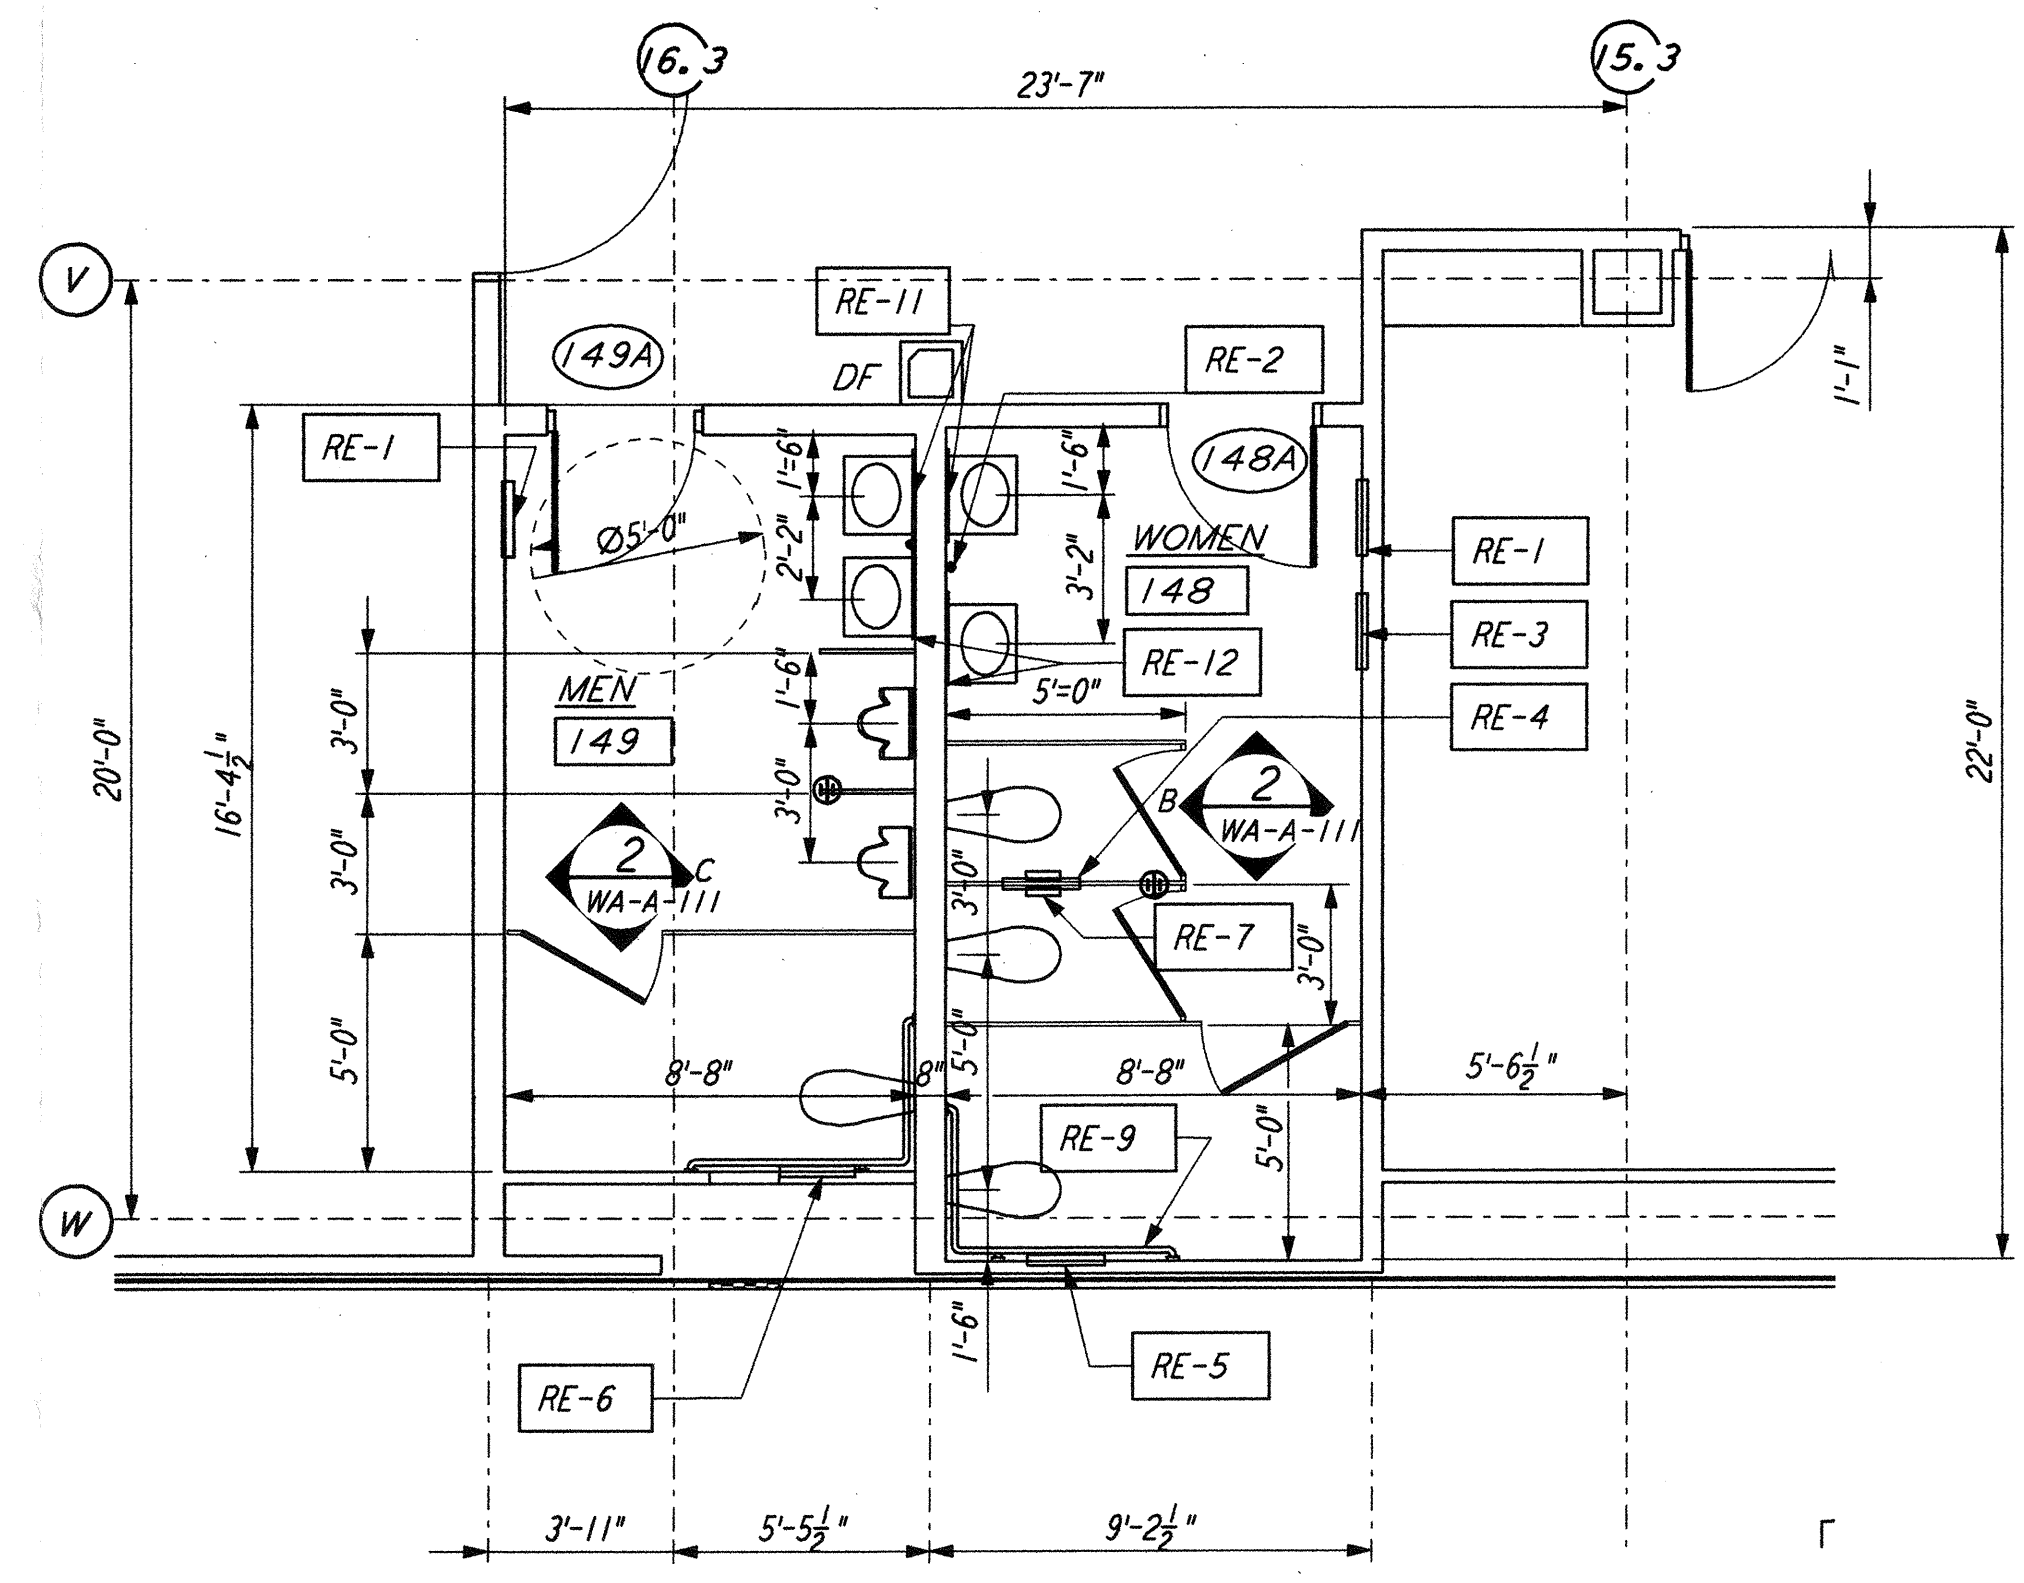 16.3
15.3
23'-7"
V
RE-11
149A
DF
RE-2
1'-1"
RE-1
1'=6"
1'-6"
148A
Ø5'-0"
2'-2"
3'-2"
WOMEN
148
RE-1
RE-3
RE-12
MEN
149
1'-6"
5'=0"
RE-4
3'-0"
20'-0"
16'-4 1/2"
22'-0"
3'-0"
2
B
WA-A-111
3'-0"
2
C
WA-A-111
3'-0"
RE-7
3'-0"
5'-0"
5'-0"
8'-8"
8"
8'-8"
5'-6 1/2"
RE-9
5'-0"
W
1'-6"
RE-5
RE-6
3'-11"
5'-5 1/2"
9'-2 1/2"